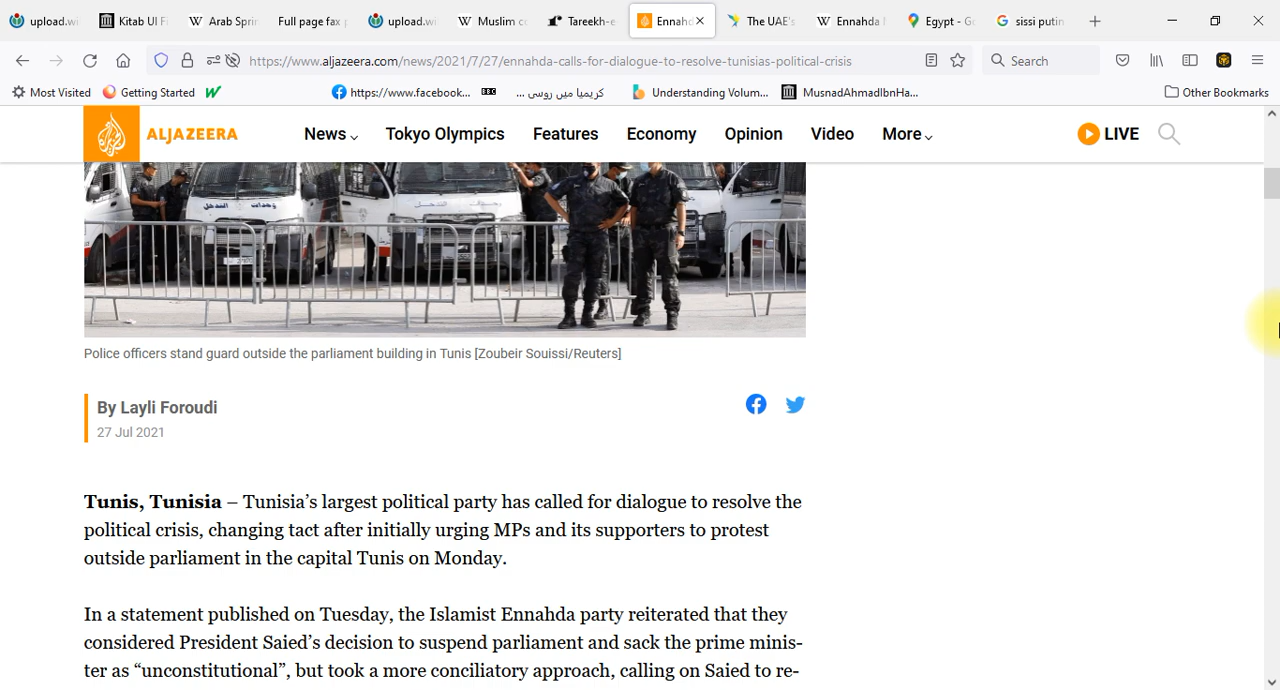 upload.wi
Kitab Ul Fi
Arab Sprin
Full page fax p
upload.wi
Muslim co
Tareekh-e-
Ennahd
The UAE's
Ennahda M
Egypt - Go
sissi putin
https://www.aljazeera.com/news/2021/7/27/ennahda-calls-for-dialogue-to-resolve-tunisias-political-crisis
Search
Most Visited
Getting Started
https://www.facebook...
BBC
کریمیا میں روسی ...
Understanding Volum...
MusnadAhmadIbnHa...
Other Bookmarks
ALJAZEERA
News
Tokyo Olympics
Features
Economy
Opinion
Video
More
LIVE
وحدات التدخل
Police officers stand guard outside the parliament building in Tunis [Zoubeir Souissi/Reuters]
By Layli Foroudi
27 Jul 2021
Tunis, Tunisia – Tunisia’s largest political party has called for dialogue to resolve the
political crisis, changing tact after initially urging MPs and its supporters to protest
outside parliament in the capital Tunis on Monday.
In a statement published on Tuesday, the Islamist Ennahda party reiterated that they
considered President Saied’s decision to suspend parliament and sack the prime minis-
ter as “unconstitutional”, but took a more conciliatory approach, calling on Saied to re-